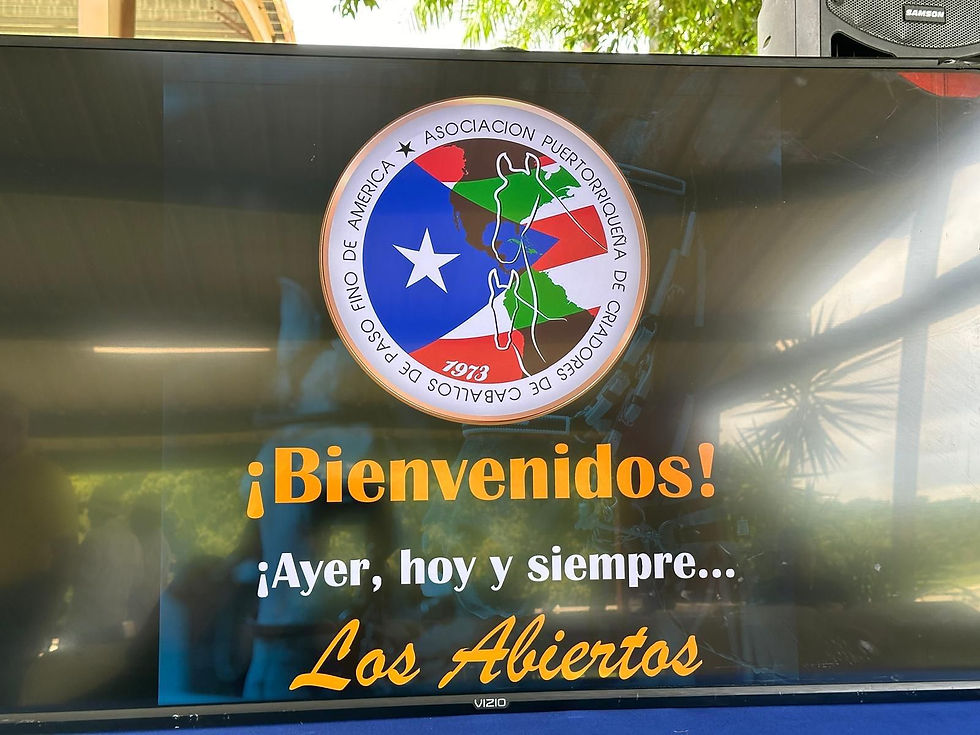 SAMSON
ASOCIACION PUERTORRIQUEÑA DE CRIADORES DE CABALLOS DE PASO FINO DE AMERICA
1973
¡Bienvenidos!
¡Ayer, hoy y siempre...
Los Abiertos
VIZIO